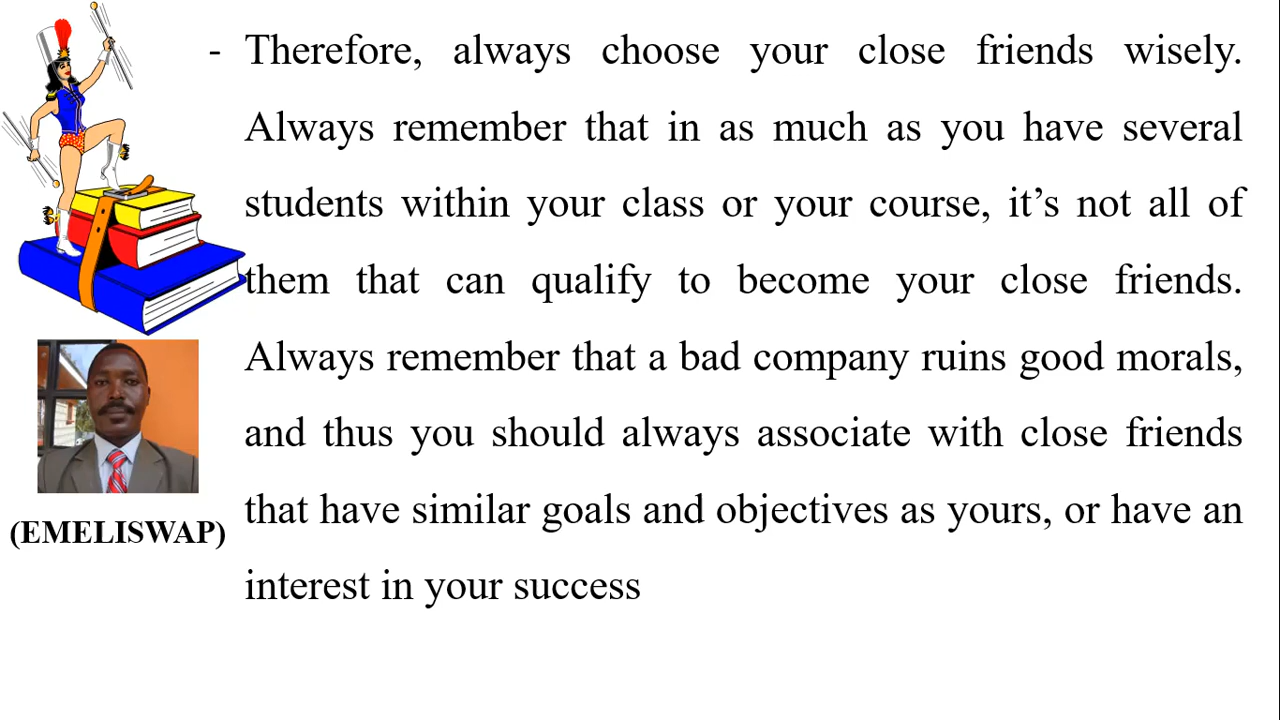 - Therefore, always choose your close friends wisely.
Always remember that in as much as you have several
students within your class or your course, it’s not all of
them that can qualify to become your close friends.
Always remember that a bad company ruins good morals,
and thus you should always associate with close friends
that have similar goals and objectives as yours, or have an
interest in your success
(EMELISWAP)